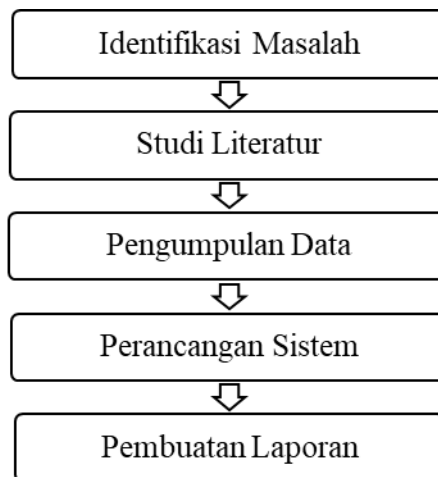 Identifikasi Masalah
Studi Literatur
Pengumpulan Data
Perancangan Sistem
Pembuatan Laporan